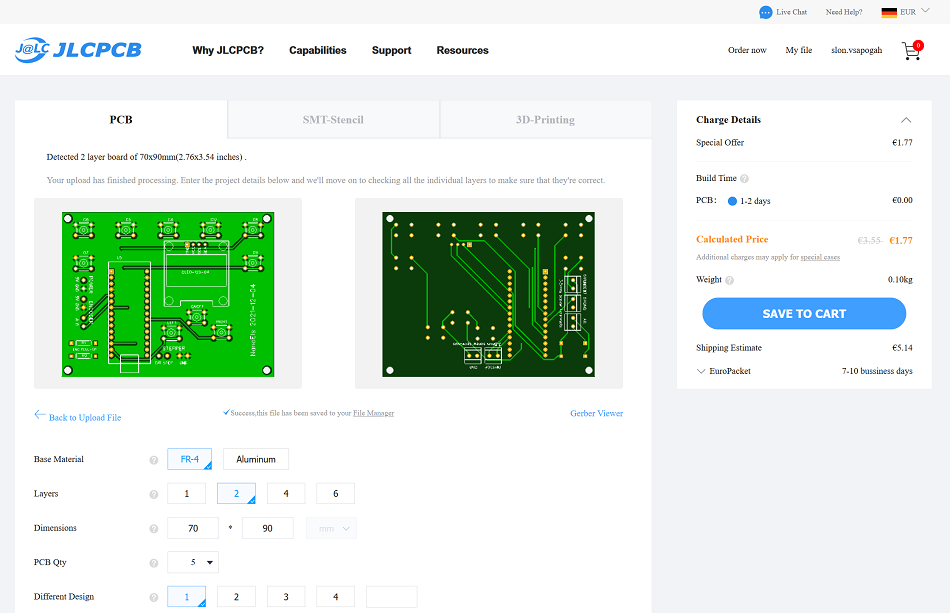 Live Chat Need Help? EUR
J@LC JLCPCB Why JLCPCB? Capabilities Support Resources Order now My file slon.vsapogah 0
PCB SMT-Stencil 3D-Printing
Detected 2 layer board of 70x90mm(2.76x3.54 inches) .
Your upload has finished processing. Enter the project details below and we'll move on to checking all the individual layers to make sure that they're correct.
NanoEls 2021-12-04
Back to Upload File
Success,this file has been saved to your File Manager
Gerber Viewer
Base Material ? FR-4 Aluminum
Layers ? 1 2 4 6
Dimensions ? 70 * 90 mm
PCB Qty ? 5
Different Design ? 1 2 3 4
Charge Details
Special Offer €1.77
Build Time ?
PCB: 1-2 days €0.00
Calculated Price €3.55 €1.77
Additional charges may apply for special cases
Weight ? 0.10kg
SAVE TO CART
Shipping Estimate €5.14
EuroPacket 7-10 bussiness days